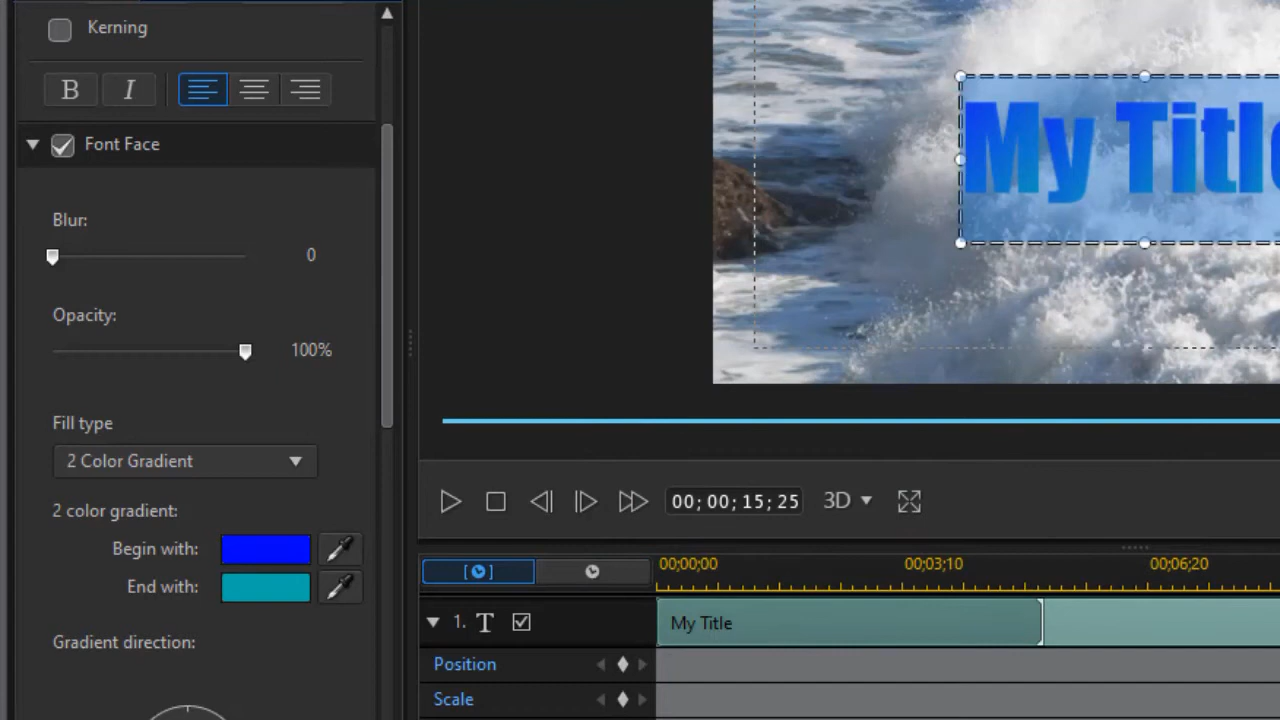 Kerning
B I
Font Face
Blur:
0
Opacity:
100%
Fill type
2 Color Gradient
2 color gradient:
Begin with:
End with:
Gradient direction:
My Title
00; 00; 15; 25
3D
00;00;00
00;03;10
00;06;20
1. T
My Title
Position
Scale